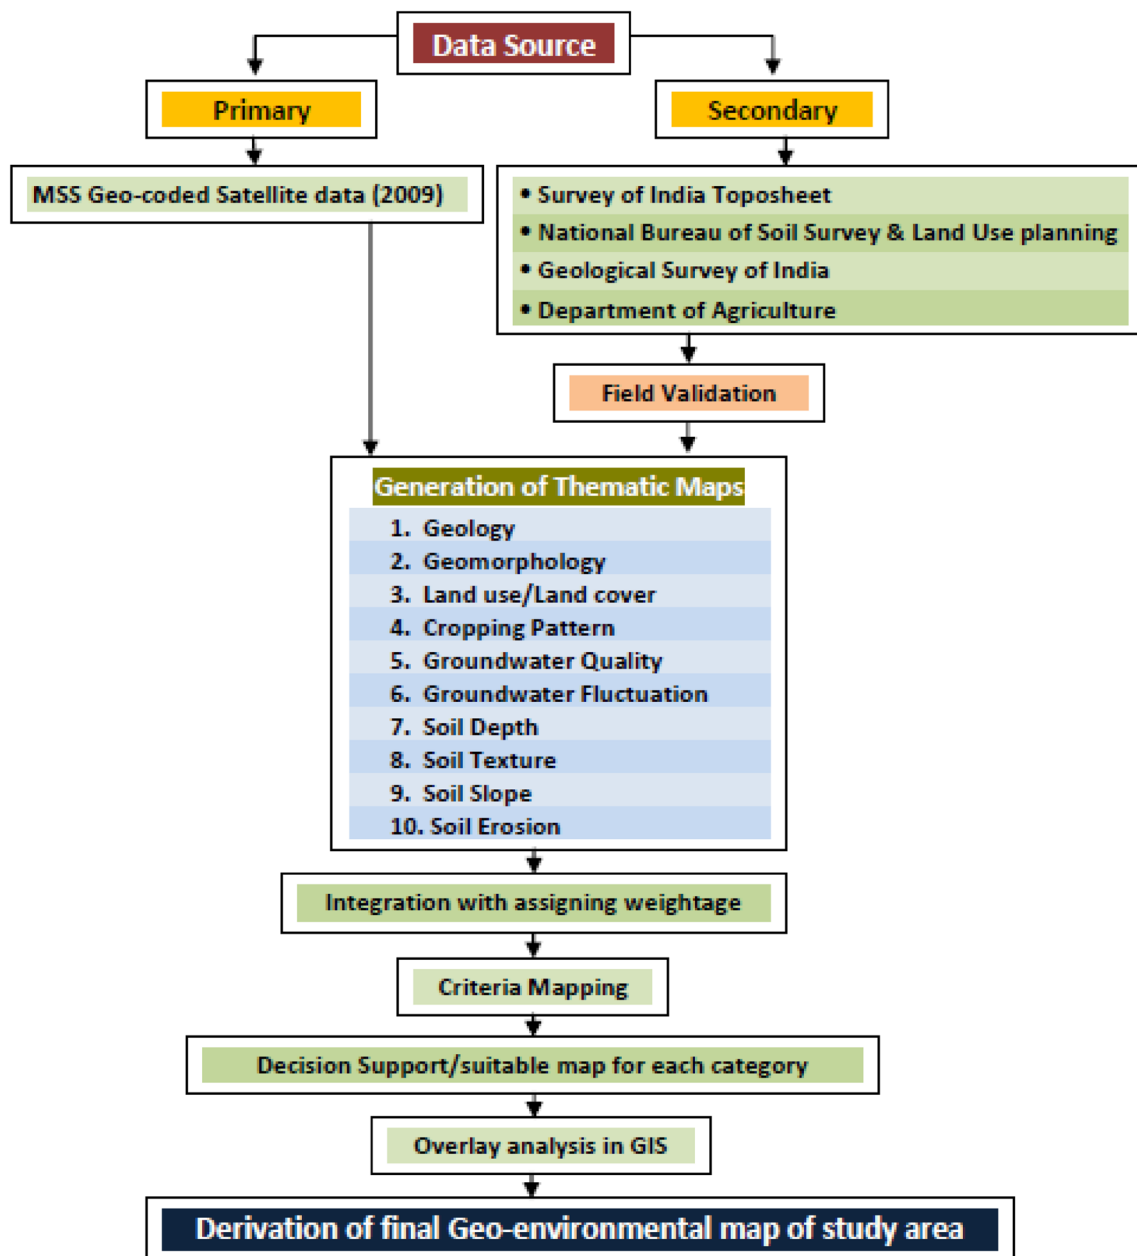 Data Source
Primary
Secondary
MSS Geo-coded Satellite data (2009)
• Survey of India Toposheet
• National Bureau of Soil Survey & Land Use planning
• Geological Survey of India
• Department of Agriculture
Field Validation
Generation of Thematic Maps
1. Geology
2. Geomorphology
3. Land use/Land cover
4. Cropping Pattern
5. Groundwater Quality
6. Groundwater Fluctuation
7. Soil Depth
8. Soil Texture
9. Soil Slope
10. Soil Erosion
Integration with assigning weightage
Criteria Mapping
Decision Support/suitable map for each category
Overlay analysis in GIS
Derivation of final Geo-environmental map of study area